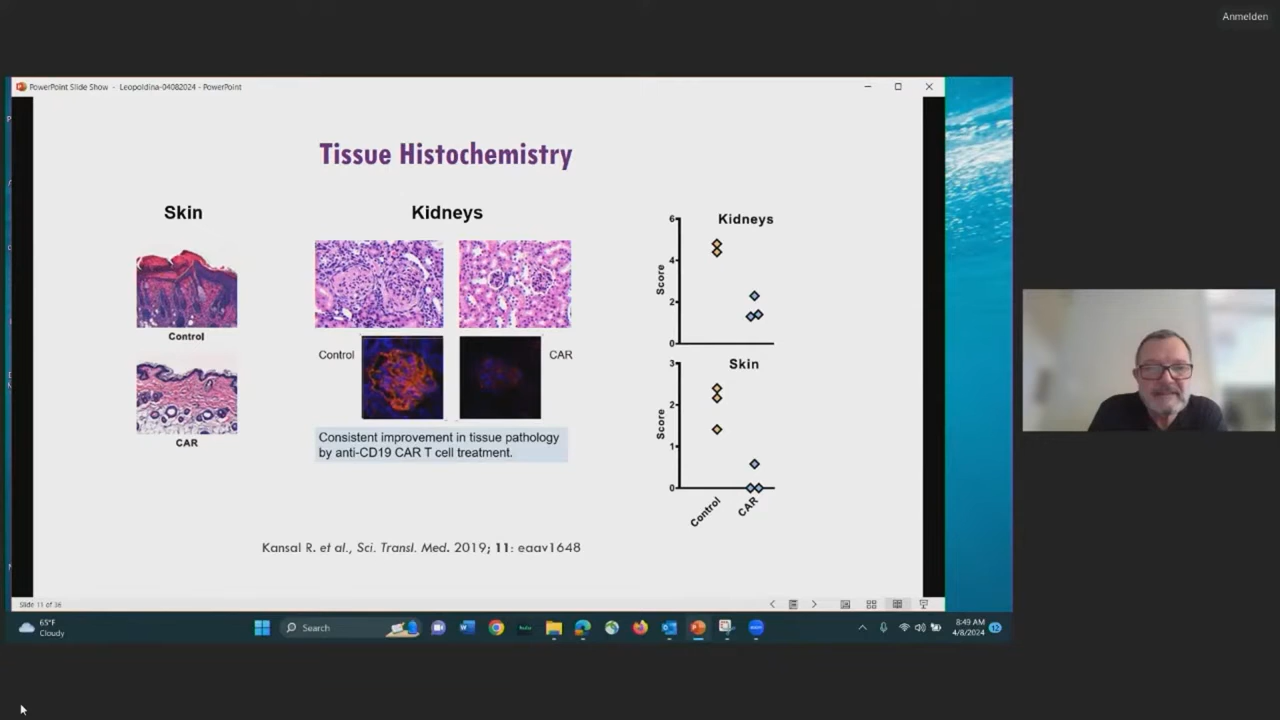 Anmelden
PowerPoint Slide Show - Leopoldina-04082024 - PowerPoint
Tissue Histochemistry
Skin
Control
CAR
Kidneys
Control
CAR
Consistent improvement in tissue pathology
by anti-CD19 CAR T cell treatment.
Kidneys
Score
6
4
2
0
Skin
Score
3
2
1
0
Control
CAR
Kansal R. et al., Sci. Transl. Med. 2019; 11: eaav1648
Slide 11 of 36
65°F
Cloudy
Search
8:49 AM
4/8/2024
12